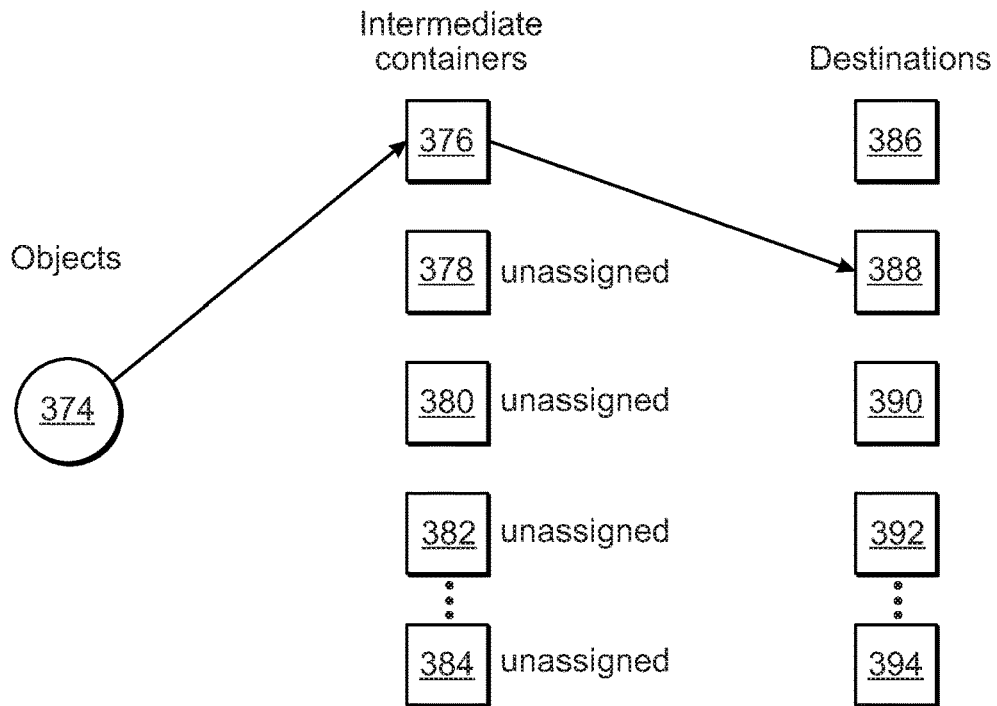 Intermediate
containers
Destinations
376
386
Objects
378 unassigned
388
374
380 unassigned
390
382 unassigned
392
384 unassigned
394